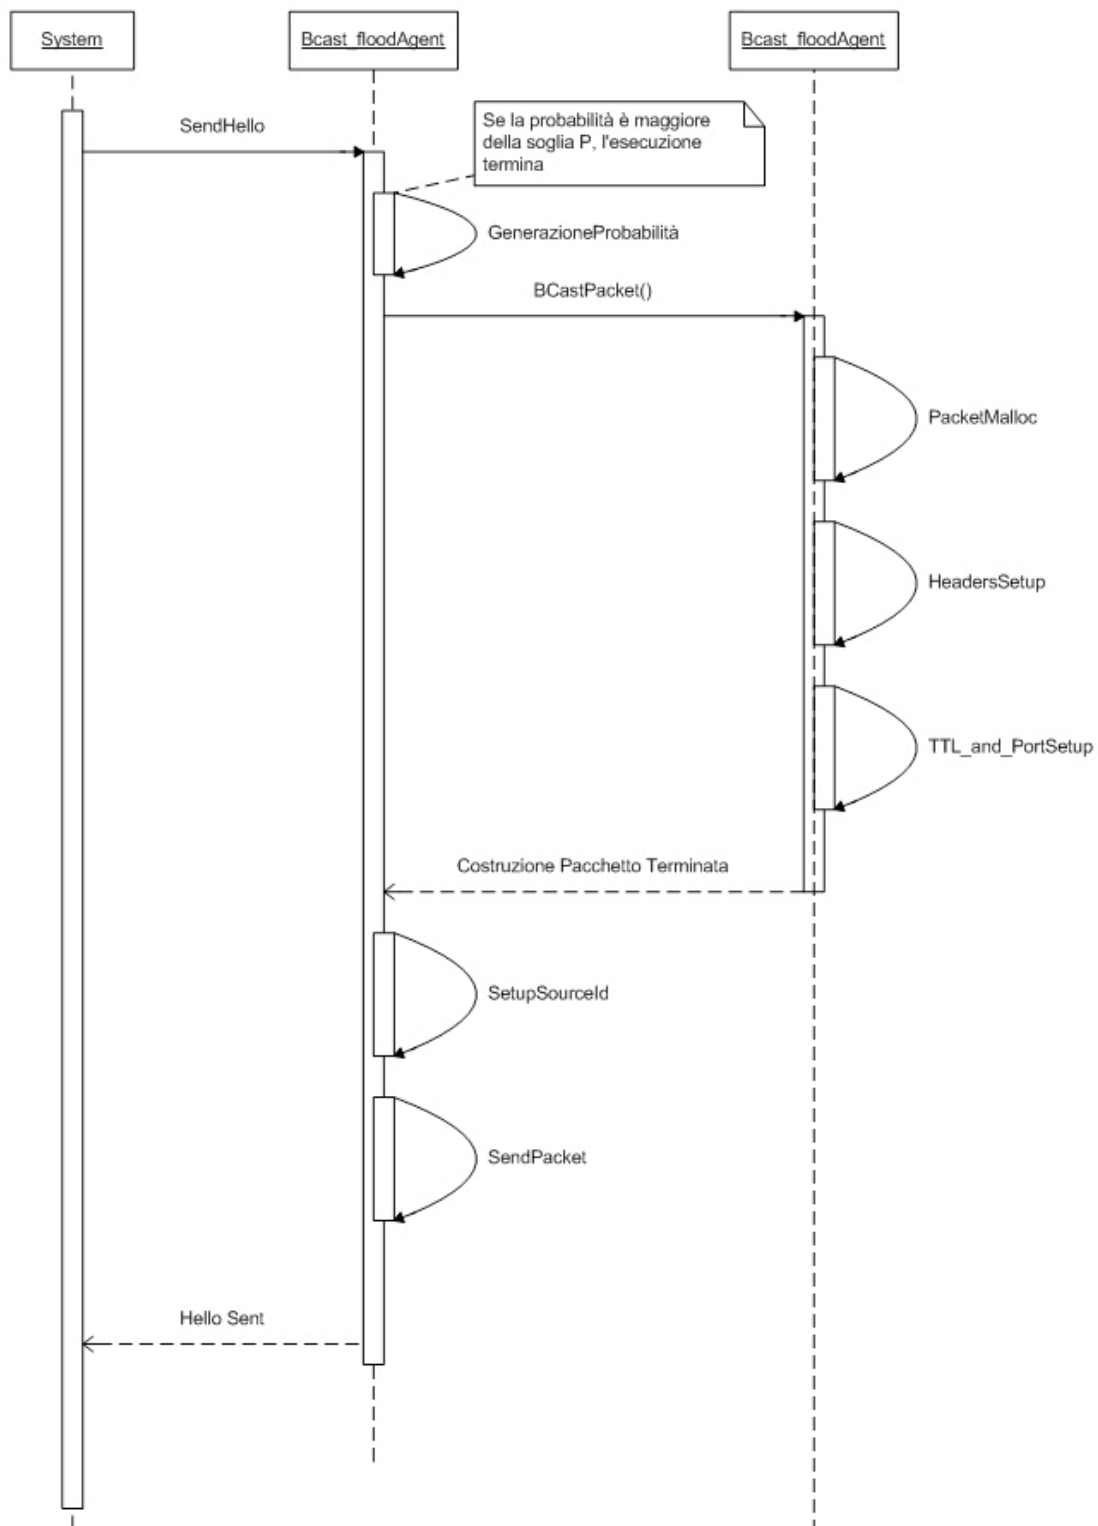 System
Bcast_floodAgent
Bcast_floodAgent
SendHello
Se la probabilità è maggiore
della soglia P, l'esecuzione
termina
GenerazioneProbabilità
BCastPacket()
PacketMalloc
HeadersSetup
TTL_and_PortSetup
Costruzione Pacchetto Terminata
SetupSourceId
SendPacket
Hello Sent